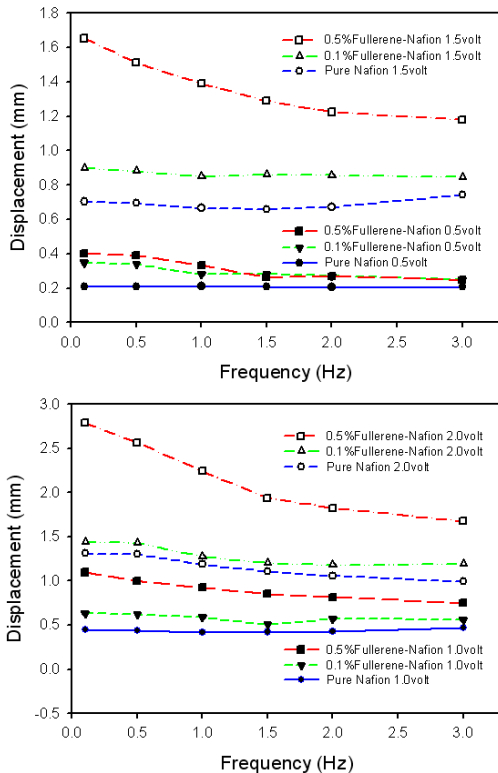 1.8
1.6
1.4
1.2
1.0
0.8
0.6
0.4
0.2
0.0
Displacement (mm)
0.5%Fullerene-Nafion 1.5volt
0.1%Fullerene-Nafion 1.5volt
Pure Nafion 1.5volt
0.5%Fullerene-Nafion 0.5volt
0.1%Fullerene-Nafion 0.5volt
Pure Nafion 0.5volt
0.0 0.5 1.0 1.5 2.0 2.5 3.0
Frequency (Hz)
3.0
2.5
2.0
1.5
1.0
0.5
0.0
-0.5
Displacement (mm)
0.5%Fullerene-Nafion 2.0volt
0.1%Fullerene-Nafion 2.0volt
Pure Nafion 2.0volt
0.5%Fullerene-Nafion 1.0volt
0.1%Fullerene-Nafion 1.0volt
Pure Nafion 1.0volt
0.0 0.5 1.0 1.5 2.0 2.5 3.0
Frequency (Hz)